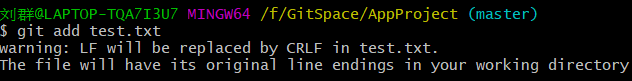 刘群@LAPTOP-TQA7I3U7 MINGW64 /f/GitSpace/AppProject (master)
$ git add test.txt
warning: LF will be replaced by CRLF in test.txt.
The file will have its original line endings in your working directory